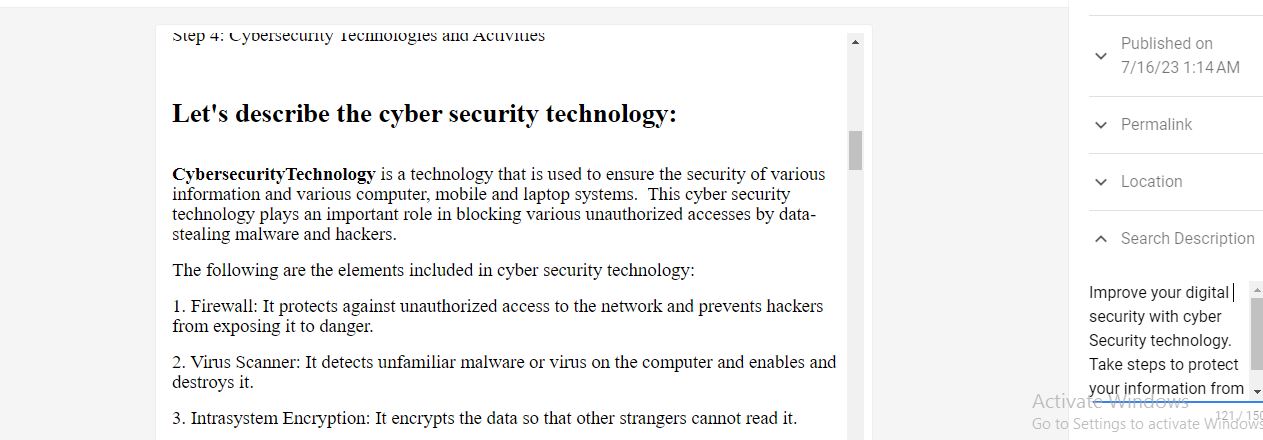 Step 4: Cybersecurity Technologies and Activities
Let's describe the cyber security technology:
CybersecurityTechnology is a technology that is used to ensure the security of various
information and various computer, mobile and laptop systems.  This cyber security
technology plays an important role in blocking various unauthorized accesses by data-
stealing malware and hackers.
The following are the elements included in cyber security technology:
1. Firewall: It protects against unauthorized access to the network and prevents hackers
from exposing it to danger.
2. Virus Scanner: It detects unfamiliar malware or virus on the computer and enables and
destroys it.
3. Intrasystem Encryption: It encrypts the data so that other strangers cannot read it.
Published on
7/16/23 1:14 AM
Permalink
Location
Search Description
Improve your digital
security with cyber
Security technology.
Take steps to protect
your information from
121 / 150
Activate Windows
Go to Settings to activate Windows